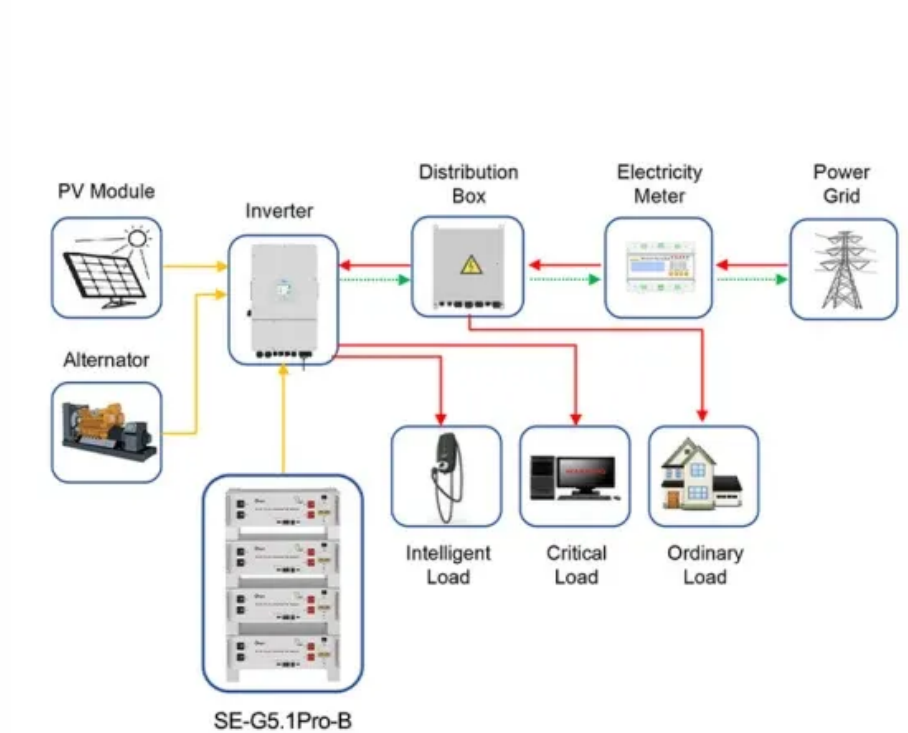 PV Module
Inverter
Distribution
Box
Electricity
Meter
Power
Grid
Alternator
Intelligent
Load
Critical
Load
Ordinary
Load
SE-G5.1Pro-B